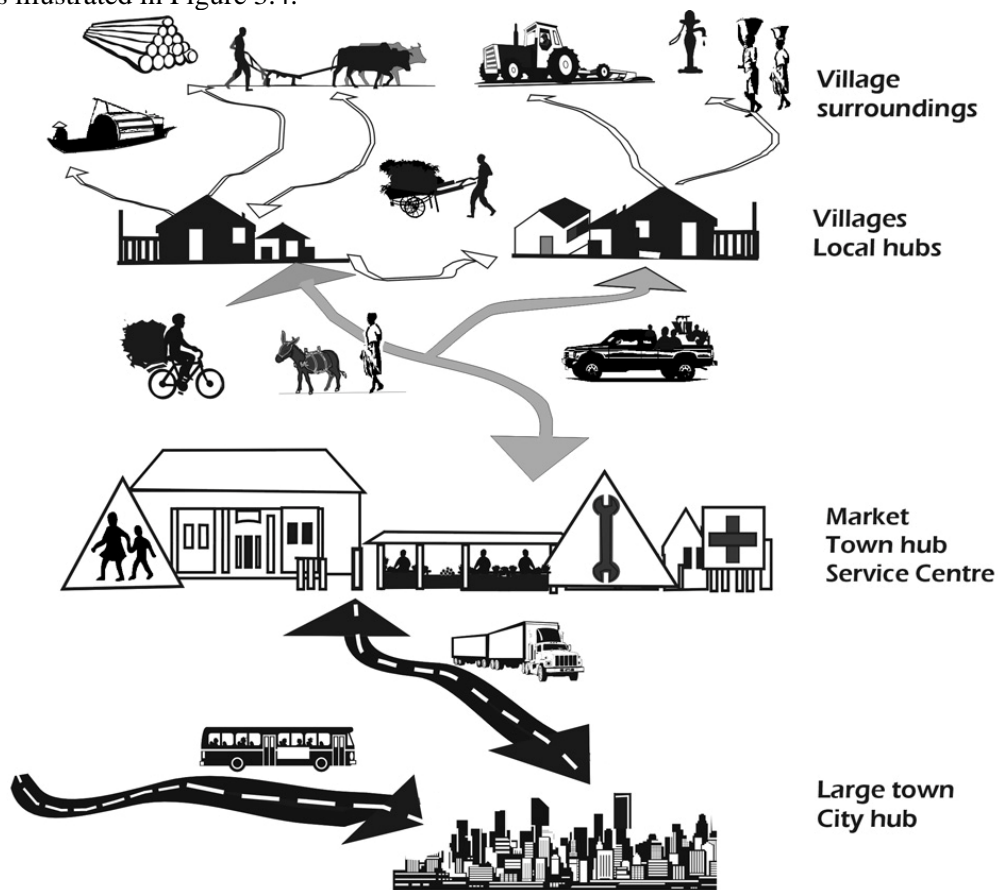 s illustrated in Figure 3.4.
Village
surroundings
Villages
Local hubs
Market
Town hub
Service Centre
Large town
City hub